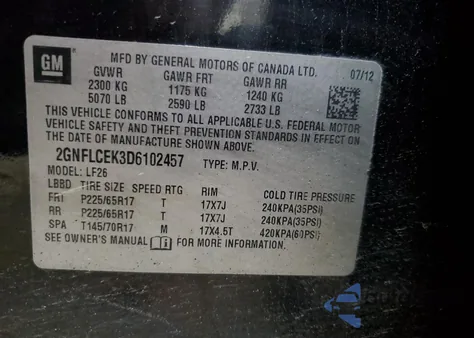 GM
MFD BY GENERAL MOTORS OF CANADA LTD.
07/12
GVWR GAWR FRT GAWR RR
2300 KG 1175 KG 1240 KG
5070 LB 2590 LB 2733 LB
THIS VEHICLE CONFORMS TO ALL APPLICABLE U.S. FEDERAL MOTOR
VEHICLE SAFETY AND THEFT PREVENTION STANDARDS IN EFFECT ON
THE DATE OF MANUFACTURE SHOWN ABOVE.
2GNFLCEK3D6102457 TYPE: M.P.V.
MODEL: LF26
LBBD TIRE SIZE SPEED RTG RIM COLD TIRE PRESSURE
FRT P225/65R17 T 17X7J 240KPA(35PSI)
RR P225/65R17 T 17X7J 240KPA(35PSI)
SPA T145/70R17 M 17X4.5T 420KPA(60PSI)
SEE OWNER'S MANUAL FOR MORE INFORMATION